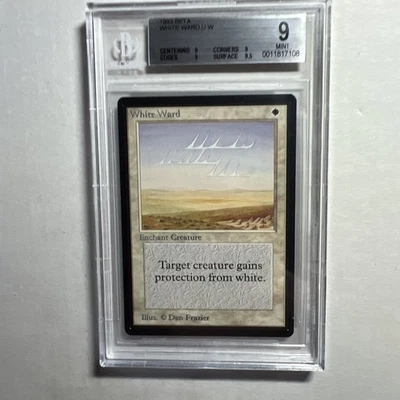 1993 BETA
WHITE WARD U W
CENTERING 9 CORNERS 9
EDGES 9 SURFACE 9.5
9
MINT
0011817108
White Ward
Enchant Creature
Target creature gains
protection from white.
Illus. © Dan Frazier